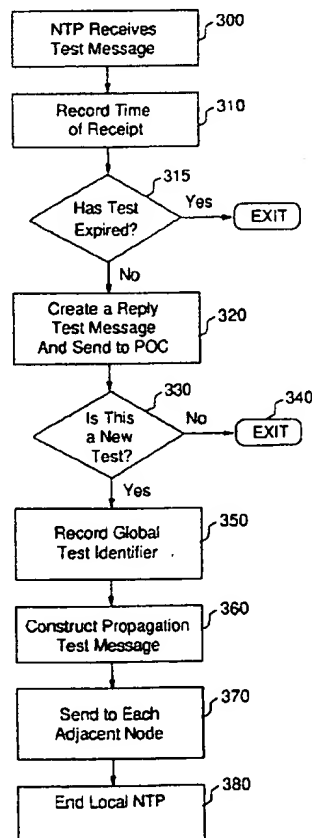 NTP Receives
Test Message
300
Record Time
of Receipt
310
315
Has Test
Expired?
Yes
EXIT
No
Create a Reply
Test Message
And Send to POC
320
330
Is This
a New
Test?
No
340
EXIT
Yes
Record Global
Test Identifier
350
Construct Propagation
Test Message
360
Send to Each
Adjacent Node
370
End Local NTP
380